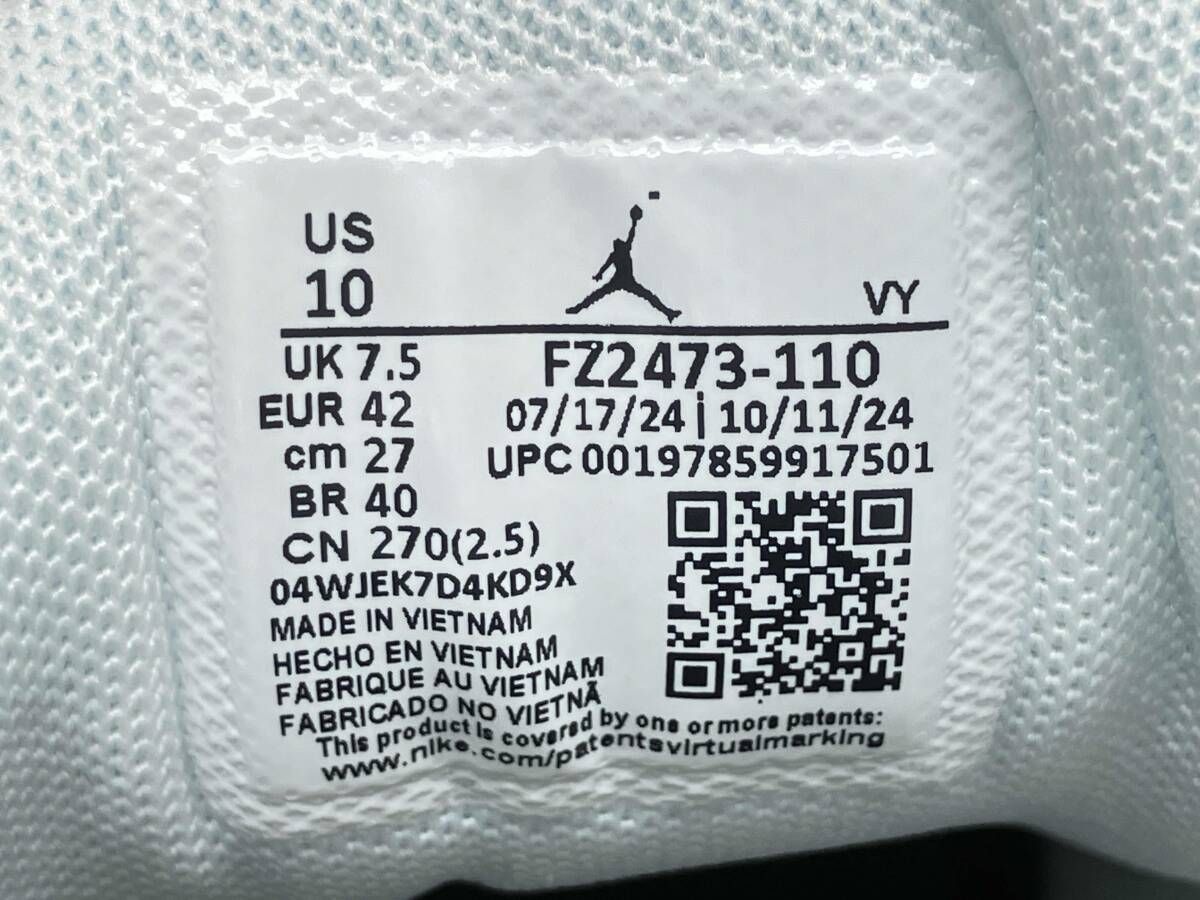 US
10
VY
UK 7.5
EUR 42
cm 27
BR 40
CN 270(2.5)
FZ2473-110
07/17/24 | 10/11/24
UPC 00197859917501
04WJEK7D4KD9X
MADE IN VIETNAM
HECHO EN VIETNAM
FABRIQUE AU VIETNAM
FABRICADO NO VIETNÃ
This product is covered by one or more patents:
www.nike.com/patentsvirtualmarking